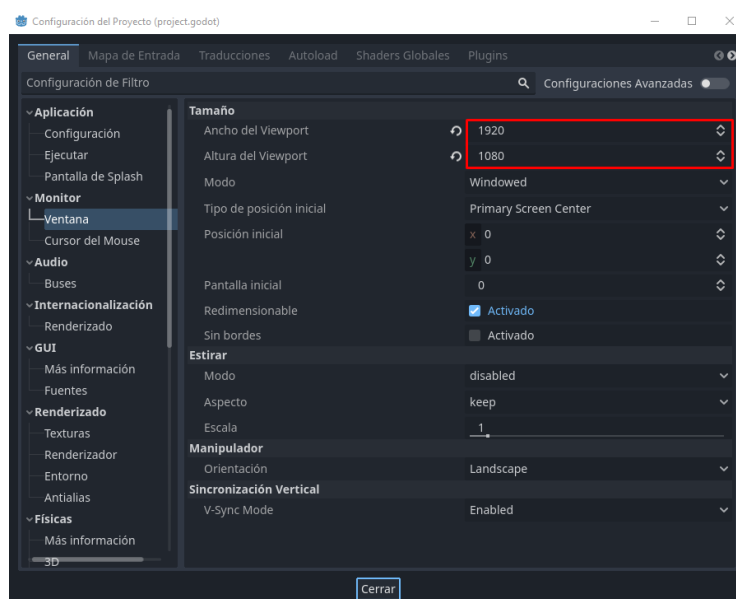 Configuración del Proyecto (project.godot)
General Mapa de Entrada Traducciones Autoload Shaders Globales Plugins
Configuración de Filtro Configuraciones Avanzadas
Aplicación
Configuración
Ejecutar
Pantalla de Splash
Monitor
Ventana
Cursor del Mouse
Audio
Buses
Internacionalización
Renderizado
GUI
Más información
Fuentes
Renderizado
Texturas
Renderizador
Entorno
Antialias
Físicas
Más información
3D
Tamaño
Ancho del Viewport 1920
Altura del Viewport 1080
Modo Windowed
Tipo de posición inicial Primary Screen Center
Posición inicial x 0
y 0
Pantalla inicial 0
Redimensionable Activado
Sin bordes Activado
Estirar
Modo disabled
Aspecto keep
Escala 1
Manipulador
Orientación Landscape
Sincronización Vertical
V-Sync Mode Enabled
Cerrar